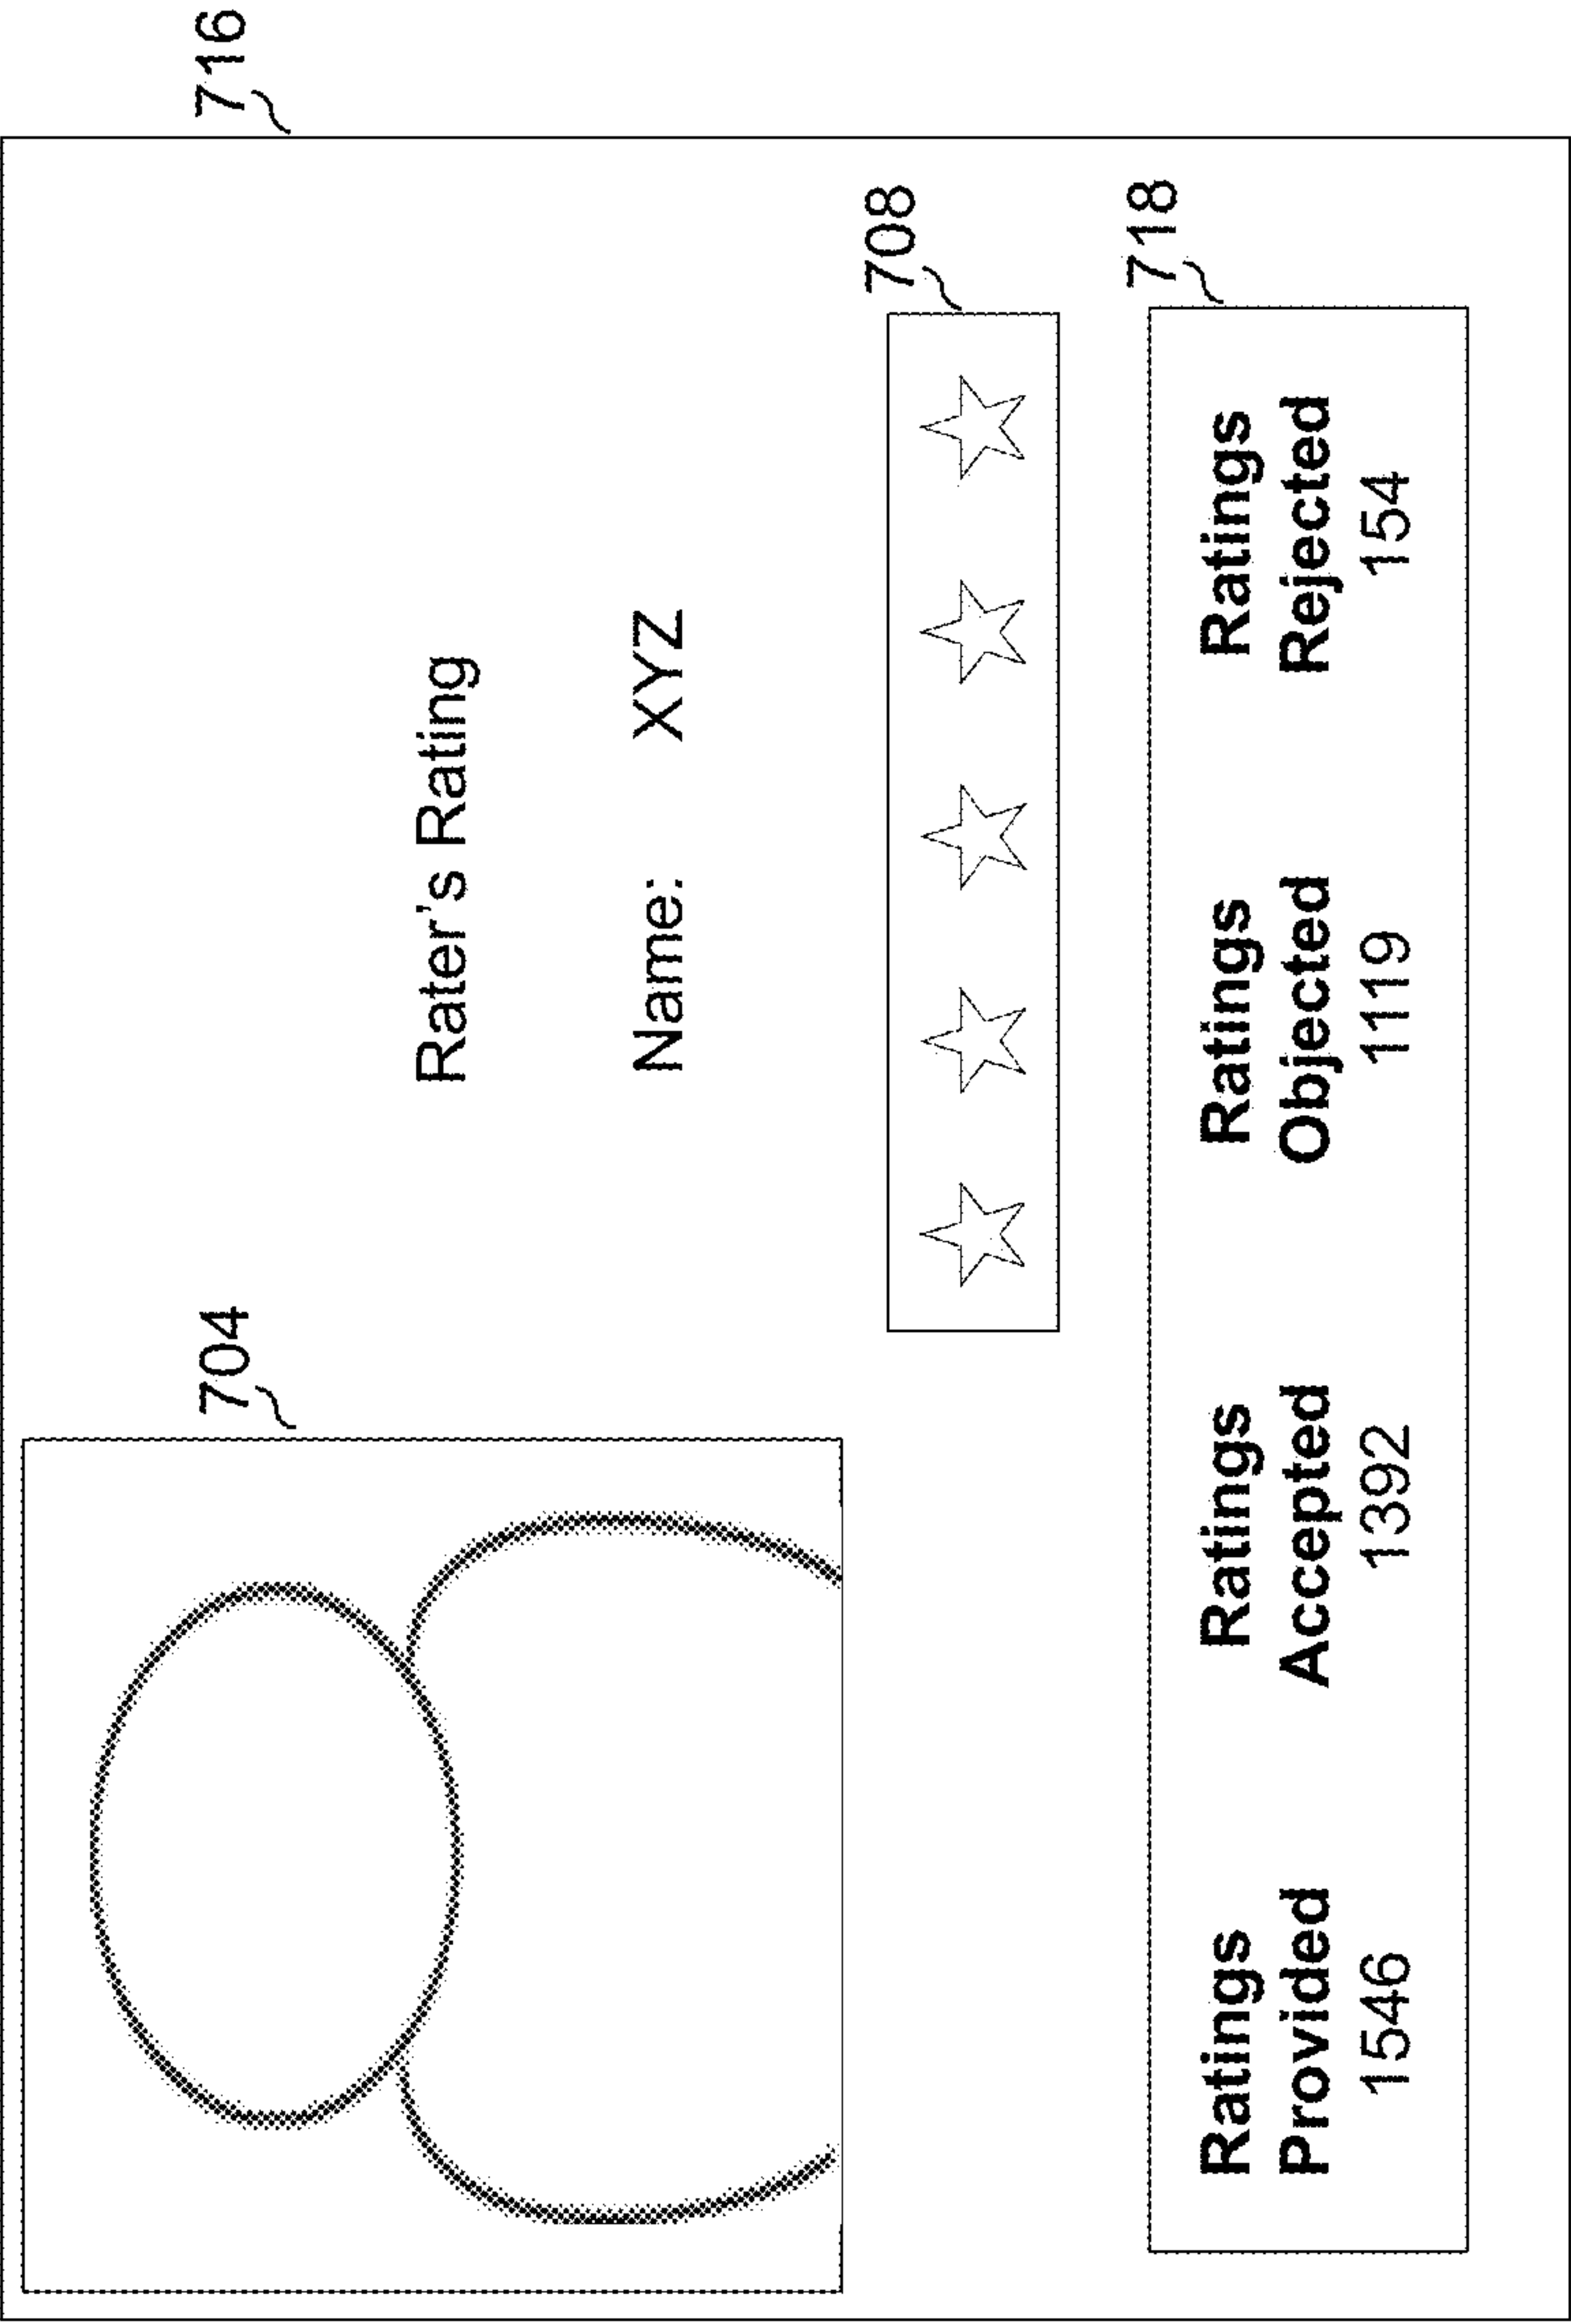 716
704
Rater's Rating
Name: XYZ
708
718
Ratings Provided
1546
Ratings Accepted
1392
Ratings Objected
1119
Ratings Rejected
154